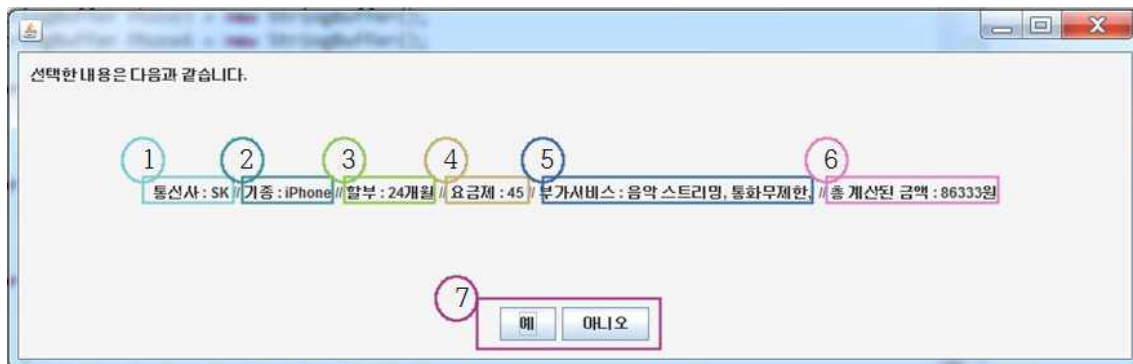 선택한 내용은 다음과 같습니다.
1 2 3 4 5 6
통신사 : SK // 기종 : iPhone // 할부 : 24개월 // 요금제 : 45 // 부가서비스 : 음악 스트리밍, 통화무제한, // 총 계산된 금액 : 86333원
7
예 아니오